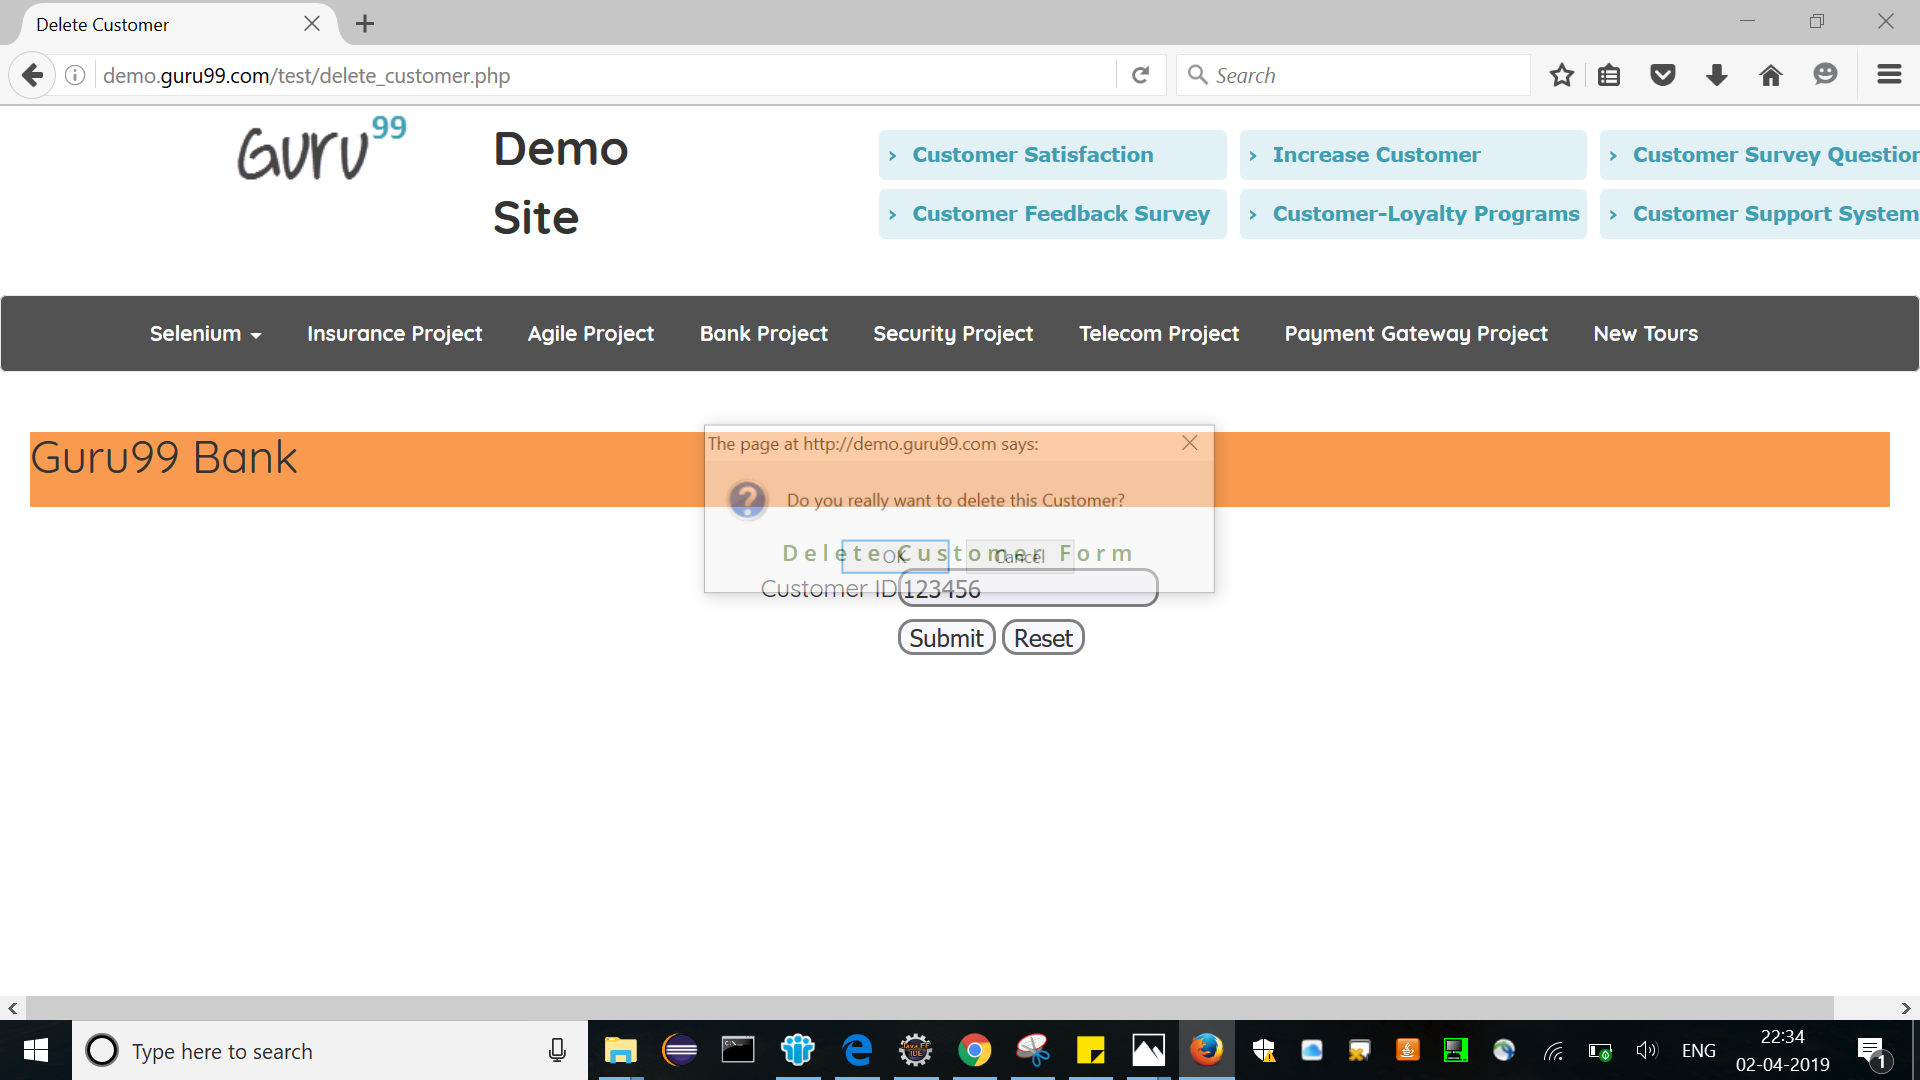 Delete Customer
demo.guru99.com/test/delete_customer.php
Search
Guru99
Demo
Site
› Customer Satisfaction
› Increase Customer
› Customer Survey Question
› Customer Feedback Survey
› Customer-Loyalty Programs
› Customer Support System
Selenium
Insurance Project
Agile Project
Bank Project
Security Project
Telecom Project
Payment Gateway Project
New Tours
Guru99 Bank
The page at http://demo.guru99.com says:
Do you really want to delete this Customer?
OK
Cancel
Delete Customer Form
Customer ID 123456
Submit
Reset
Type here to search
Java EE
IDE
ENG
22:34
02-04-2019
1